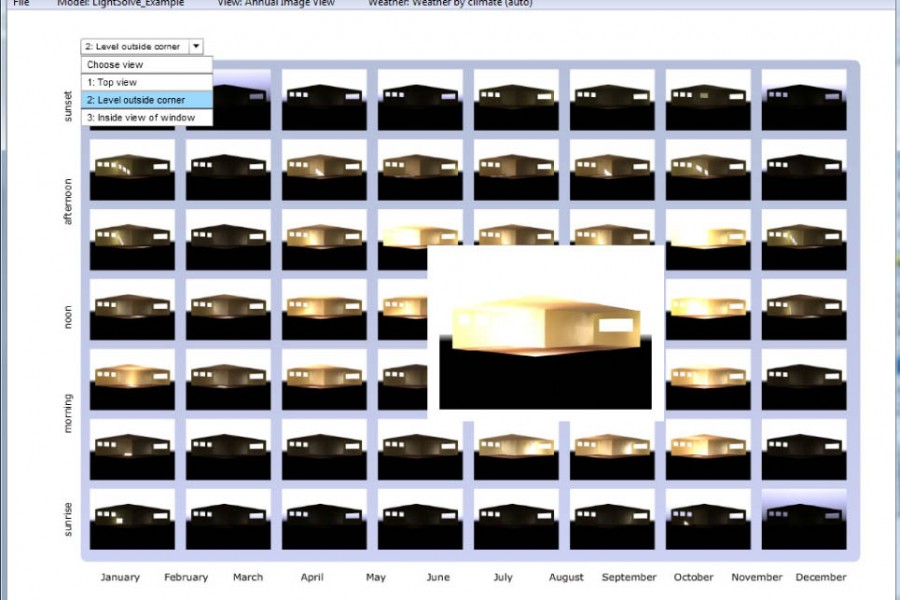 File Model: LightSolve_Example View: Annual Image View Weather: Weather by climate (auto)
2: Level outside corner
Choose view
1: Top view
2: Level outside corner
3: Inside view of window
sunset
afternoon
noon
morning
sunrise
January February March April May June July August September October November December